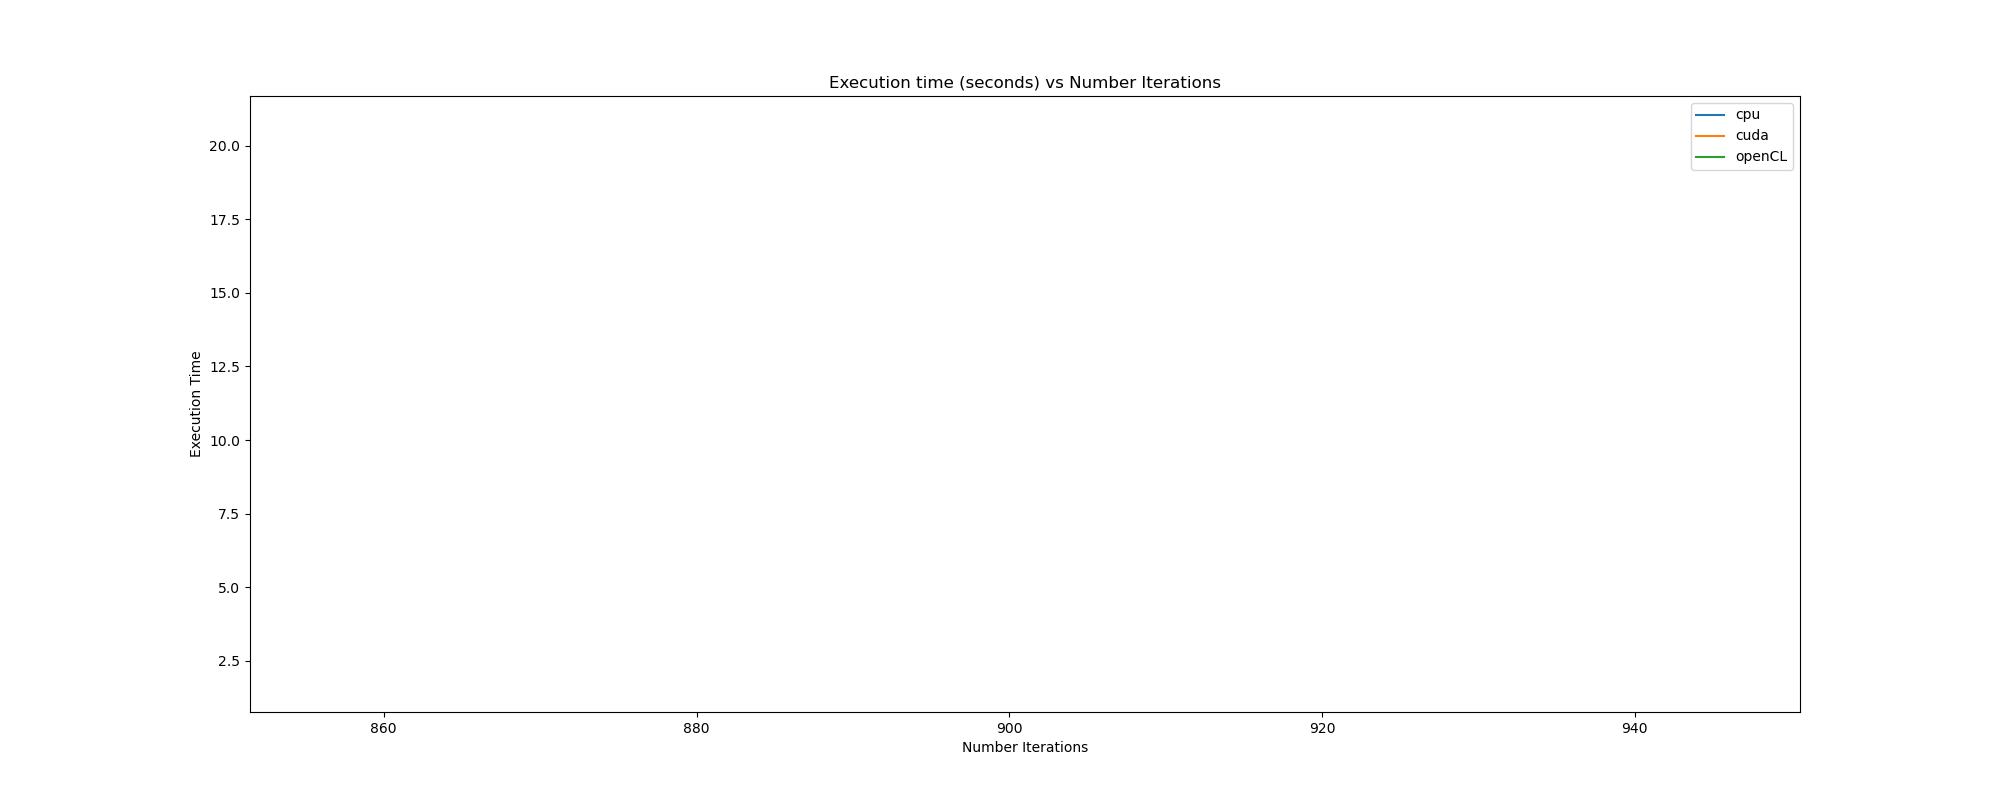 Execution time (seconds) vs Number Iterations
cpu
cuda
openCL
20.0
17.5
15.0
12.5
10.0
7.5
5.0
2.5
Execution Time
860 880 900 920 940
Number Iterations